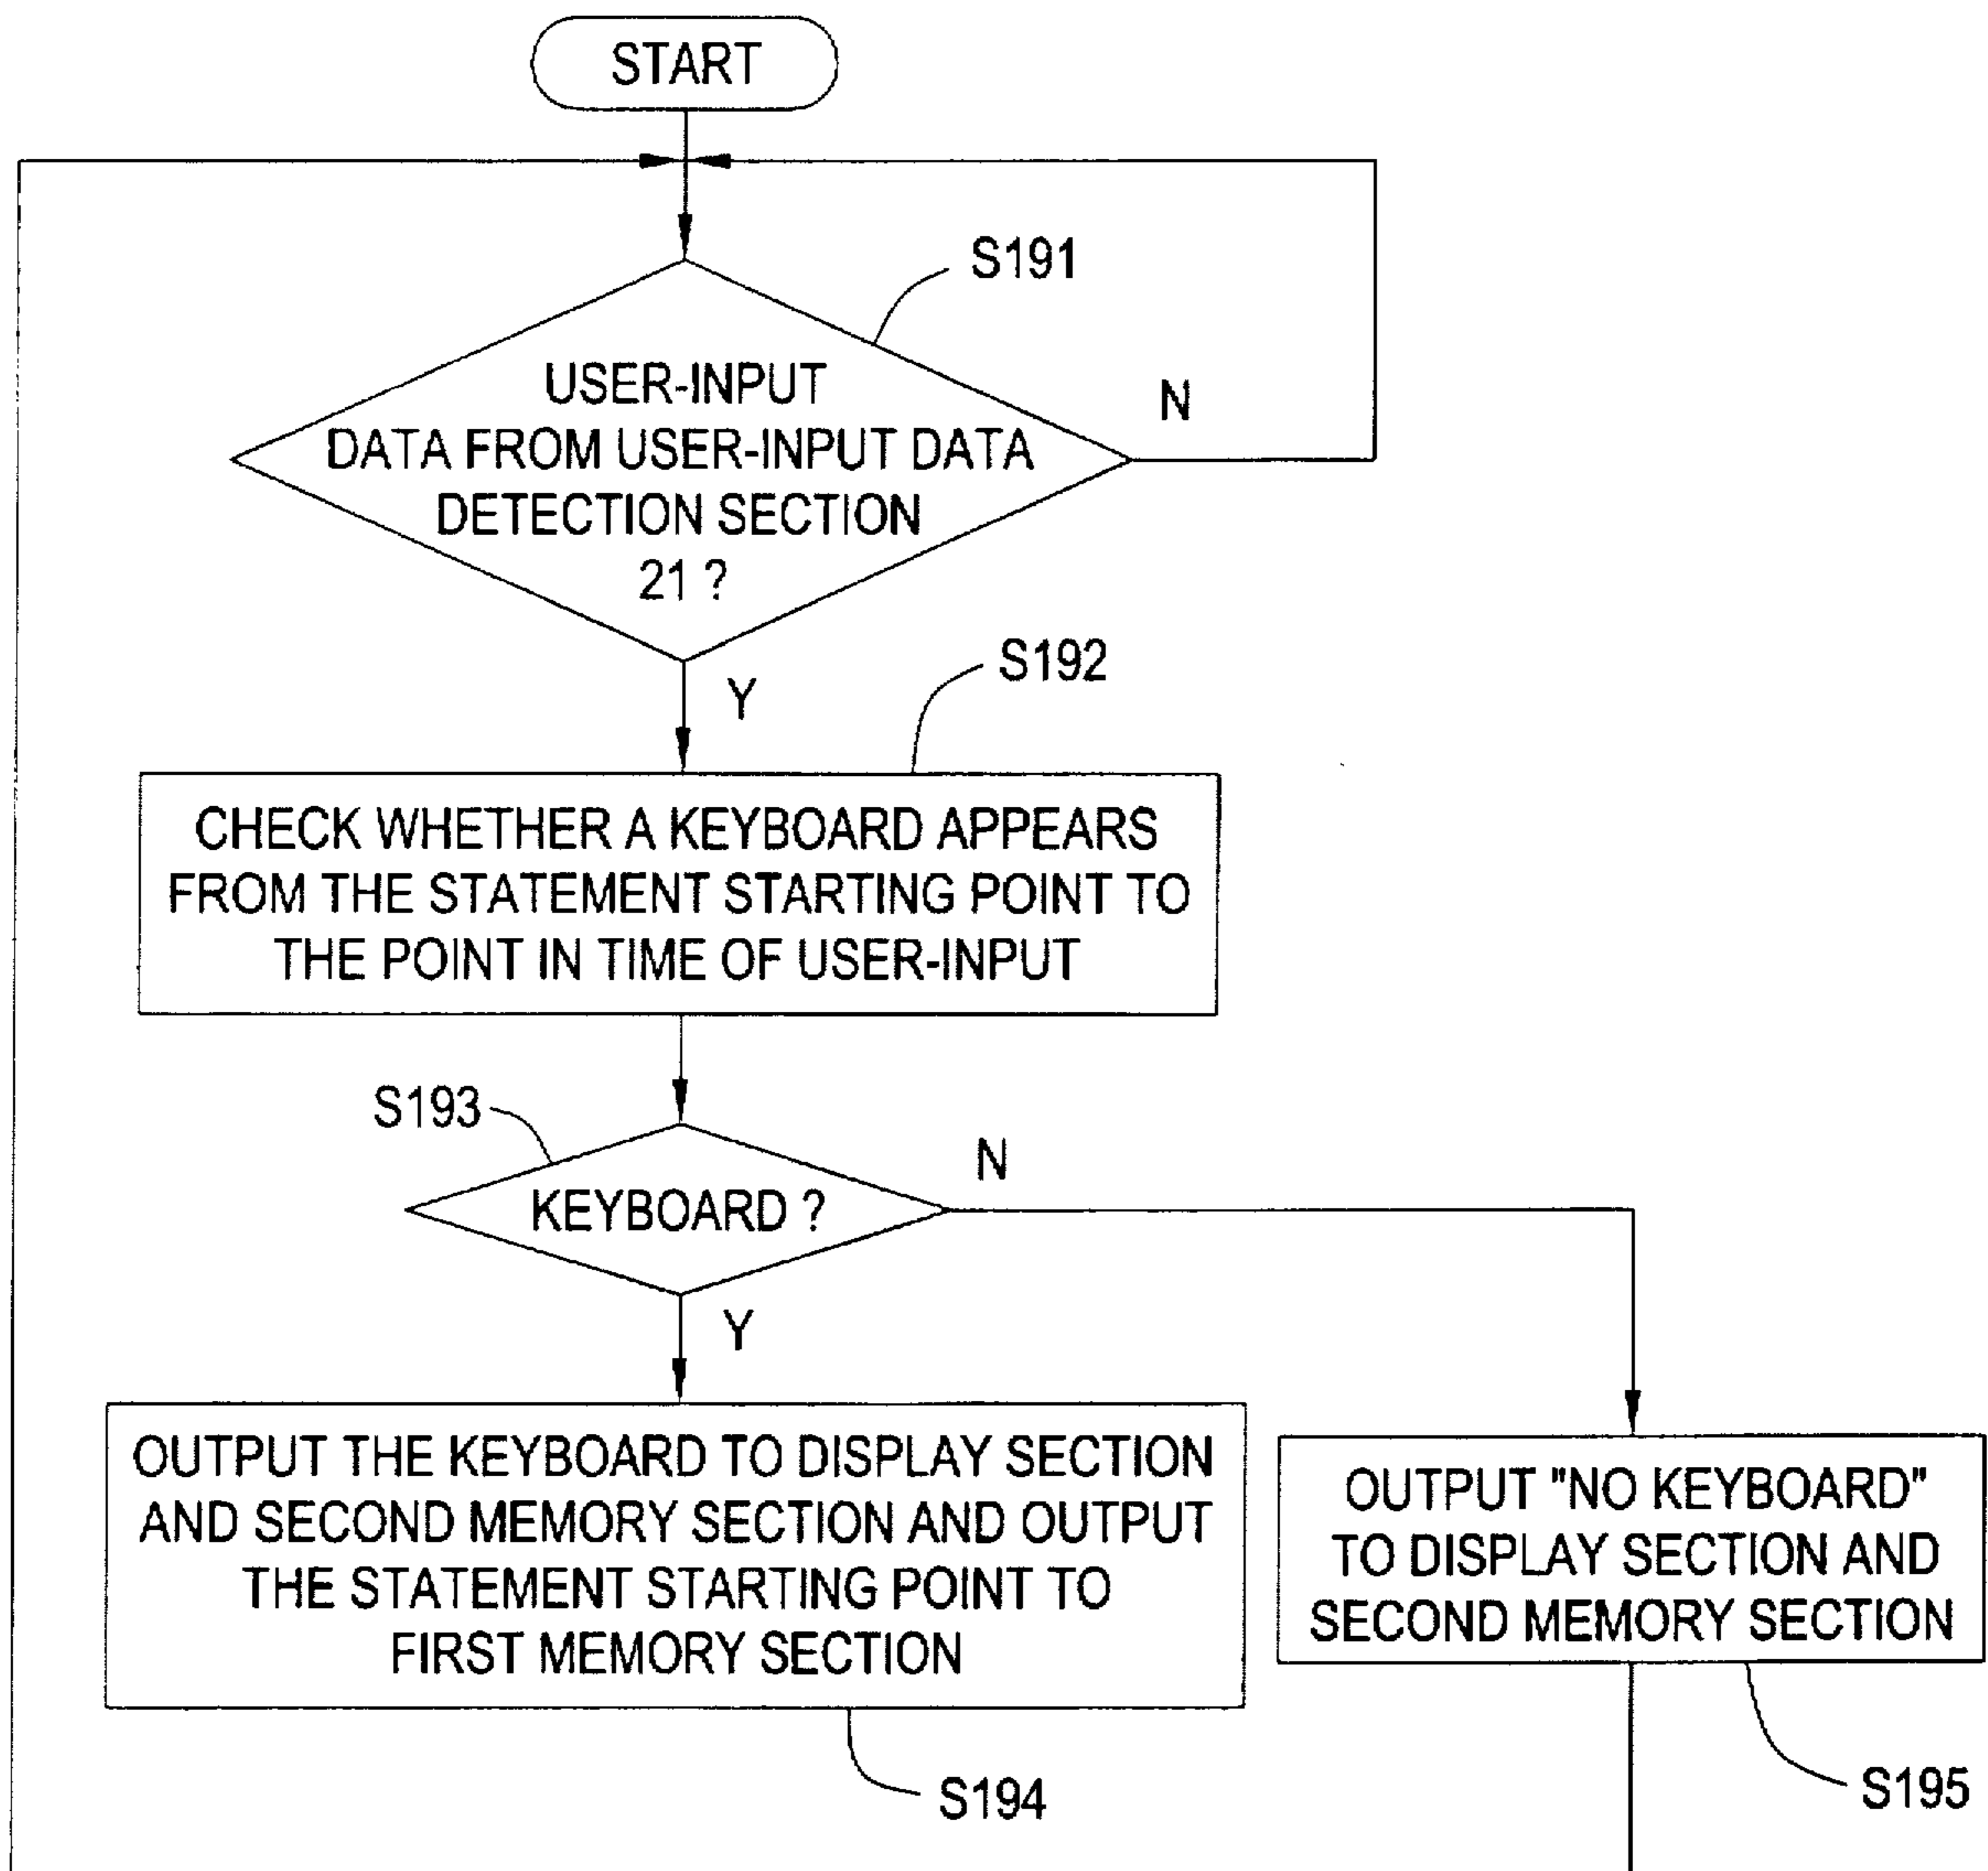 START
S191
USER-INPUT
DATA FROM USER-INPUT DATA
DETECTION SECTION
21 ?
N
Y
S192
CHECK WHETHER A KEYBOARD APPEARS
FROM THE STATEMENT STARTING POINT TO
THE POINT IN TIME OF USER-INPUT
S193
KEYBOARD ?
N
Y
OUTPUT THE KEYBOARD TO DISPLAY SECTION
AND SECOND MEMORY SECTION AND OUTPUT
THE STATEMENT STARTING POINT TO
FIRST MEMORY SECTION
S194
OUTPUT "NO KEYBOARD"
TO DISPLAY SECTION AND
SECOND MEMORY SECTION
S195